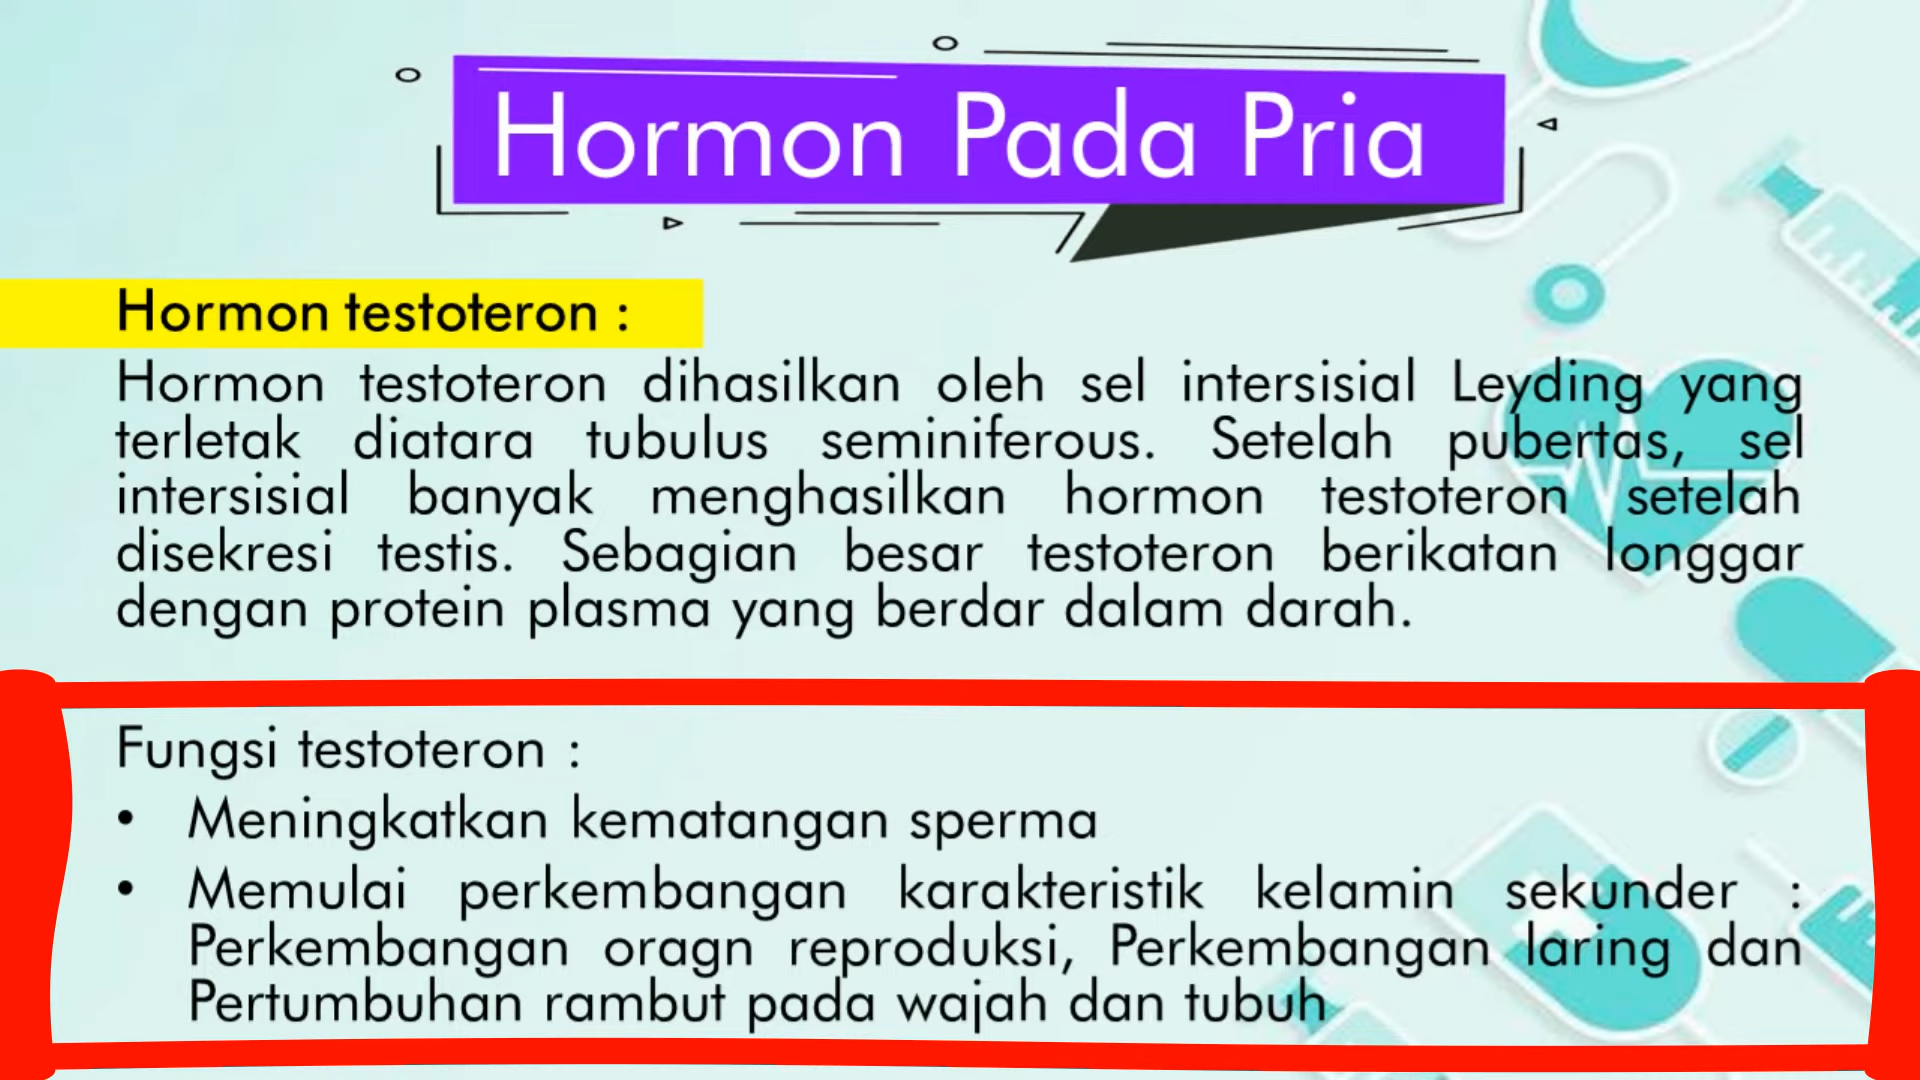 Hormon Pada Pria
Hormon testoteron :
Hormon testoteron dihasilkan oleh sel intersisial Leyding yang
terletak diatara tubulus seminiferous. Setelah pubertas, sel
intersisial banyak menghasilkan hormon testoteron setelah
disekresi testis. Sebagian besar testoteron berikatan longgar
dengan protein plasma yang berdar dalam darah.
Fungsi testoteron :
• Meningkatkan kematangan sperma
• Memulai perkembangan karakteristik kelamin sekunder :
Perkembangan oragn reproduksi, Perkembangan laring dan
Pertumbuhan rambut pada wajah dan tubuh